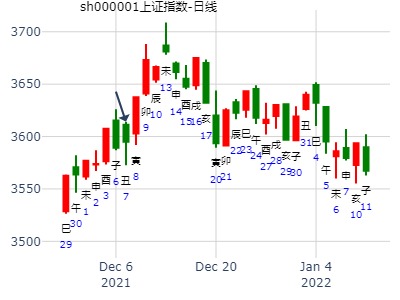 sh000001上证指数-日线
3700
3650
3600
3550
3500
巳
29
午
30
未
1
申
2
酉
3
子
6
丑
7
寅
8
卯
9
辰
10
未
13
申
14
酉
15
戌
16
亥
17
寅
20
卯
21
辰
22
巳
23
午
24
酉
27
戌
28
亥
29
子
30
丑
31
巳
4
午
5
未
6
申
7
亥
10
子
11
Dec 6
2021
Dec 20
Jan 4
2022